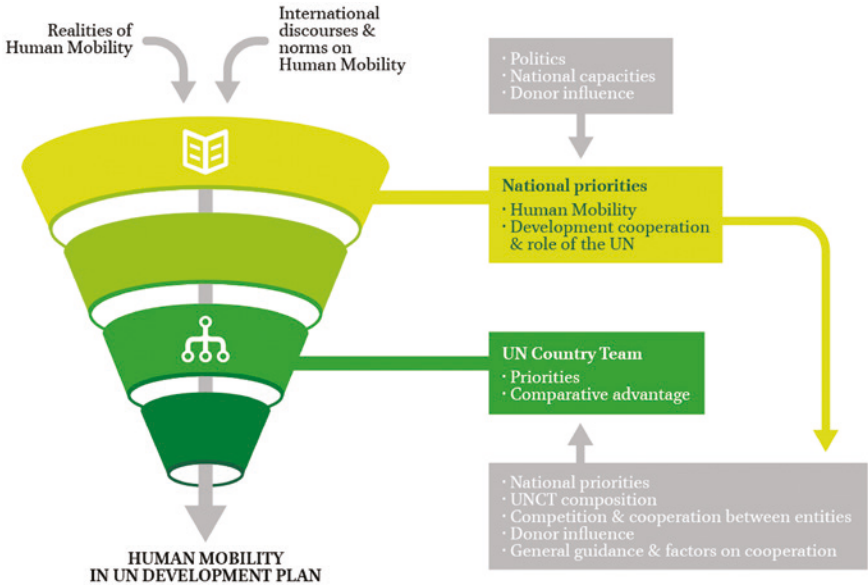 Realities of
Human Mobility
International
discourses &
norms on
Human Mobility
· Politics
· National capacities
· Donor influence
National priorities
· Human Mobility
· Development cooperation
& role of the UN
UN Country Team
· Priorities
· Comparative advantage
· National priorities
· UNCT composition
· Competition & cooperation between entities
· Donor influence
· General guidance & factors on cooperation
HUMAN MOBILITY
IN UN DEVELOPMENT PLAN